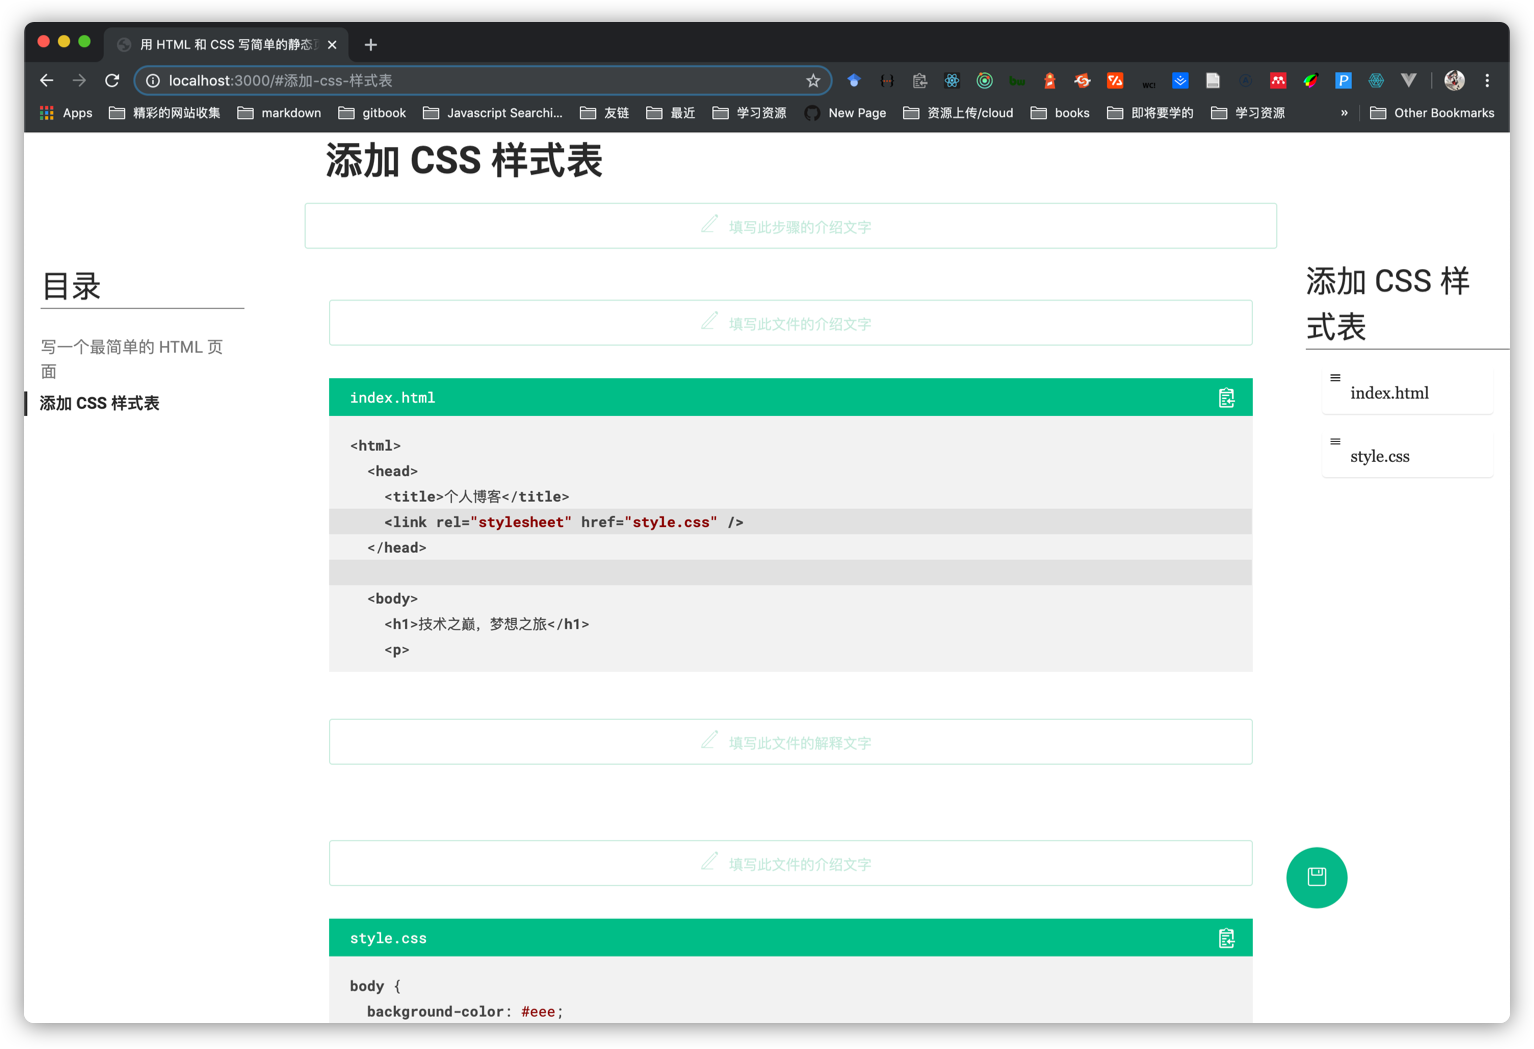 用 HTML 和 CSS 写简单的静态
localhost:3000/#添加-css-样式表
Apps 精彩的网站收集 markdown gitbook Javascript Searchi... 友链 最近 学习资源 New Page 资源上传/cloud books 即将要学的 学习资源 » Other Bookmarks
添加 CSS 样式表
填写此步骤的介绍文字
目录
写一个最简单的 HTML 页
面
添加 CSS 样式表
填写此文件的介绍文字
index.html
<html>
<head>
<title>个人博客</title>
<link rel="stylesheet" href="style.css" />
</head>
<body>
<h1>技术之巅，梦想之旅</h1>
<p>
填写此文件的解释文字
填写此文件的介绍文字
style.css
body {
background-color: #eee;
添加 CSS 样
式表
index.html
style.css